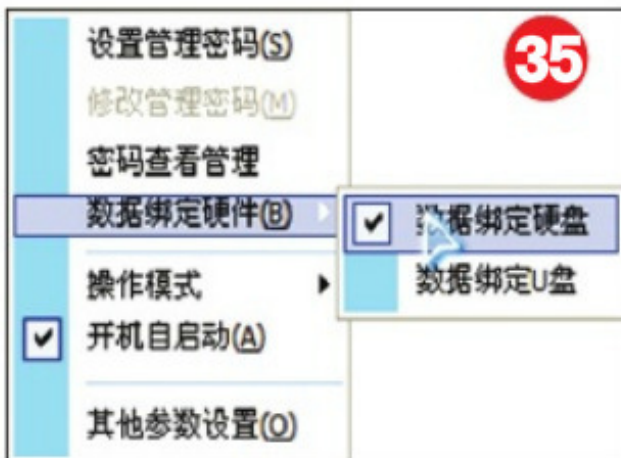 设置管理密码(S)
35
修改管理密码(M)
密码查看管理
数据绑定硬件(B)
数据绑定硬盘
数据绑定U盘
操作模式
开机自启动(A)
其他参数设置(O)